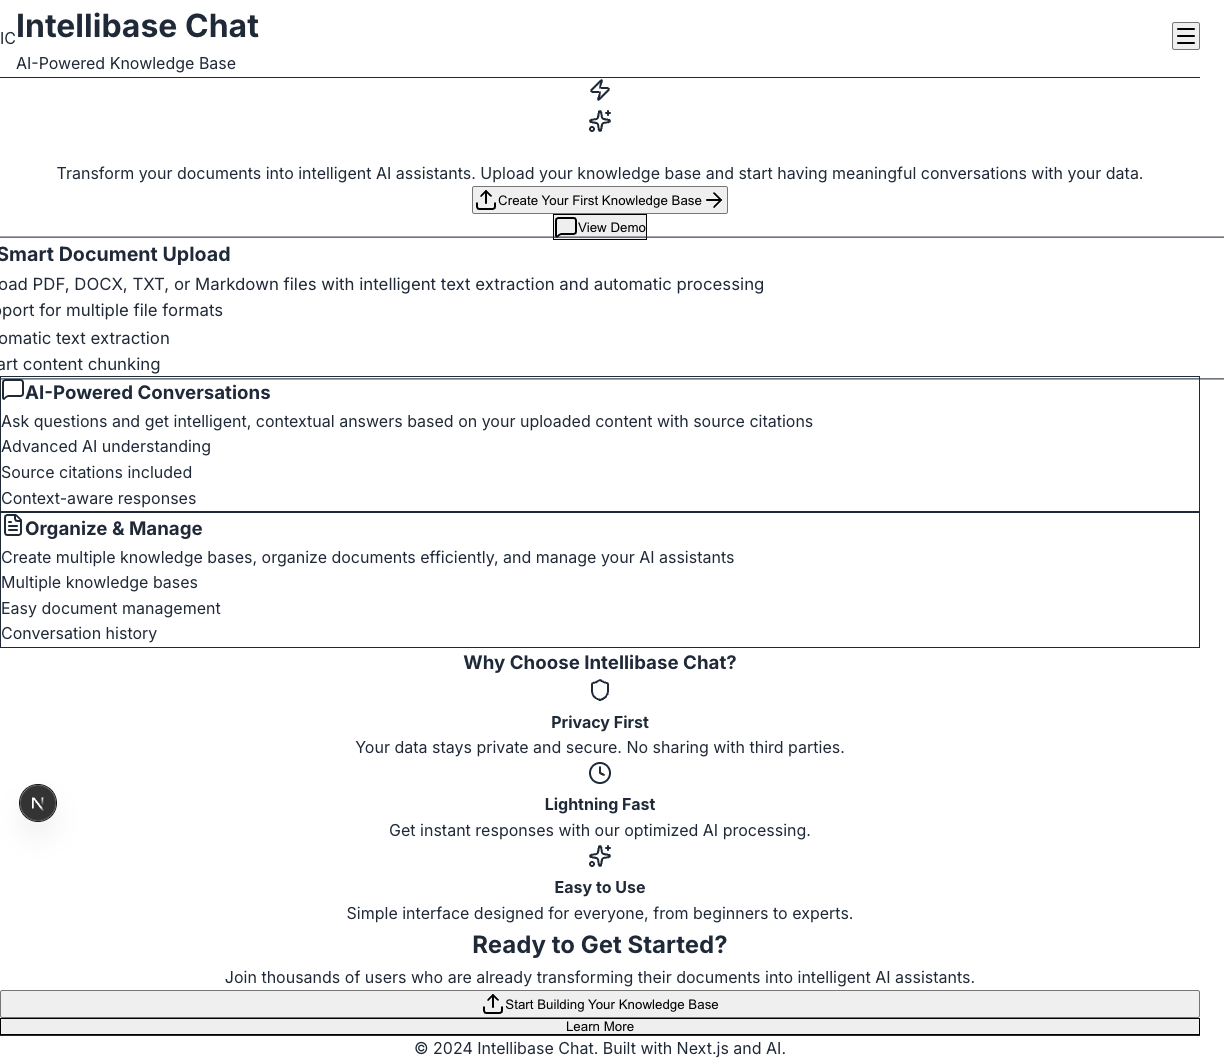 IC
Intellibase Chat
AI-Powered Knowledge Base
Transform your documents into intelligent AI assistants. Upload your knowledge base and start having meaningful conversations with your data.
Create Your First Knowledge Base
View Demo
Smart Document Upload
oad PDF, DOCX, TXT, or Markdown files with intelligent text extraction and automatic processing
port for multiple file formats
omatic text extraction
art content chunking
AI-Powered Conversations
Ask questions and get intelligent, contextual answers based on your uploaded content with source citations
Advanced AI understanding
Source citations included
Context-aware responses
Organize & Manage
Create multiple knowledge bases, organize documents efficiently, and manage your AI assistants
Multiple knowledge bases
Easy document management
Conversation history
Why Choose Intellibase Chat?
Privacy First
Your data stays private and secure. No sharing with third parties.
N
Lightning Fast
Get instant responses with our optimized AI processing.
Easy to Use
Simple interface designed for everyone, from beginners to experts.
Ready to Get Started?
Join thousands of users who are already transforming their documents into intelligent AI assistants.
Start Building Your Knowledge Base
Learn More
© 2024 Intellibase Chat. Built with Next.js and AI.